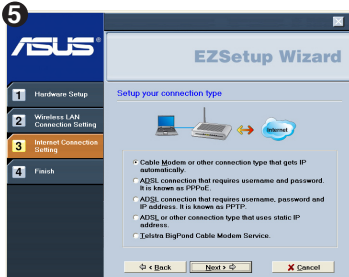 5
ASUS
EZSetup Wizard
1 Hardware Setup
2 Wireless LAN
Connection Setting
3 Internet Connection
Setting
4 Finish
Setup your connection type
Internet
Cable Modem or other connection type that gets IP
automatically.
ADSL connection that requires username and password.
It is known as PPPoE.
ADSL connection that requires username, password and
IP address. It is known as PPTP.
ADSL or other connection type that uses static IP
address.
Telstra BigPond Cable Modem Service.
< Back
Next >
X Cancel